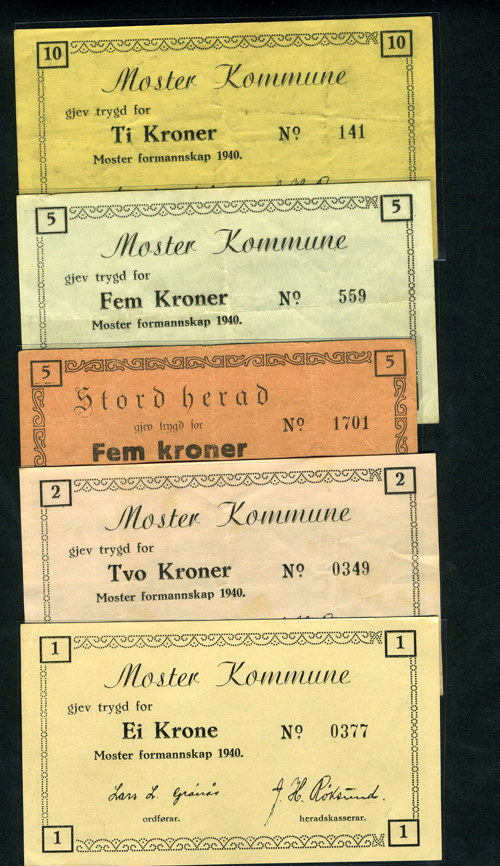 10 10
Moster Kommune
gjev trygd for
Ti Kroner Nº 141
Moster formannskap 1940.
5 5
Moster Kommune
gjev trygd for
Fem Kroner Nº 559
Moster formannskap 1940.
5 5
Stord herad
gjev trygd for
Nº 1701
Fem kroner
2 2
Moster Kommune
gjev trygd for
Tvo Kroner Nº 0349
Moster formannskap 1940.
1 1
Moster Kommune
gjev trygd for
Ei Krone Nº 0377
Moster formannskap 1940.
Lars L. Grånås J. H. Røksund.
ordførar. heradskasserar.
1 1